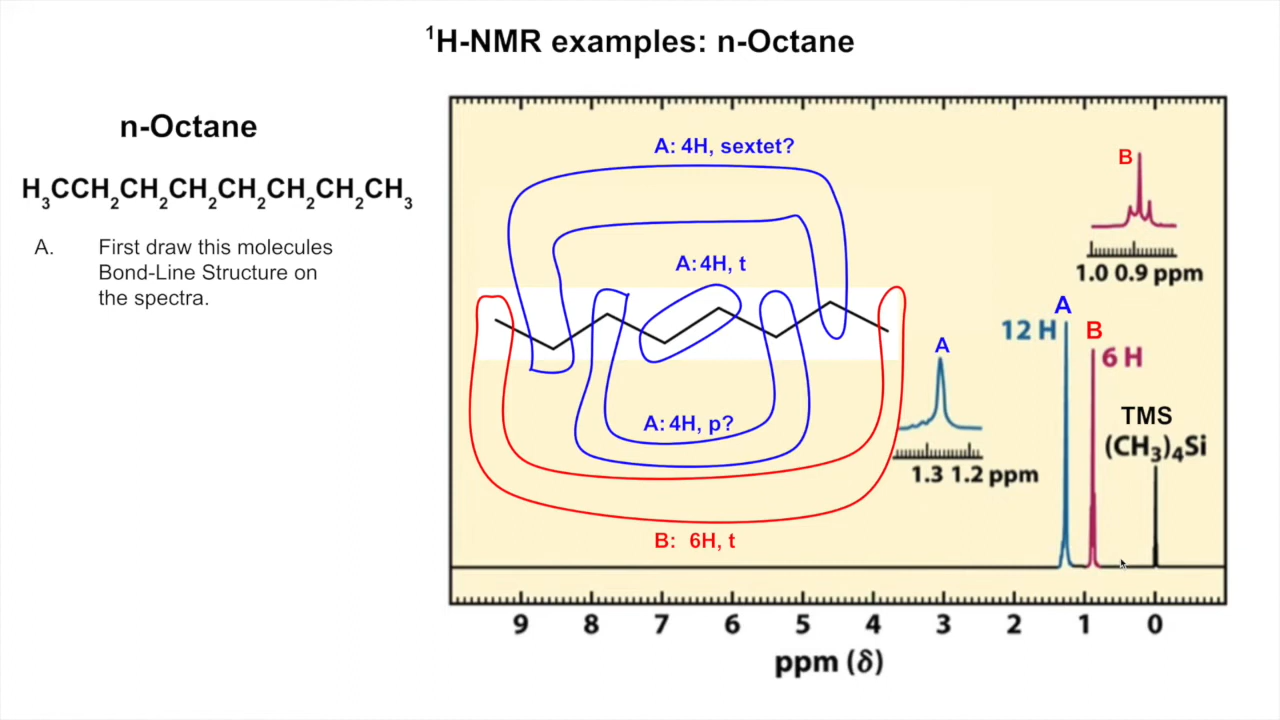 ¹H-NMR examples: n-Octane
n-Octane
H₃CCH₂CH₂CH₂CH₂CH₂CH₂CH₃
A. First draw this molecules
Bond-Line Structure on
the spectra.
A: 4H, sextet?
A: 4H, t
A: 4H, p?
B: 6H, t
A
1.3 1.2 ppm
B
1.0 0.9 ppm
A
12 H
B
6 H
TMS
(CH₃)₄Si
9 8 7 6 5 4 3 2 1 0
ppm (δ)